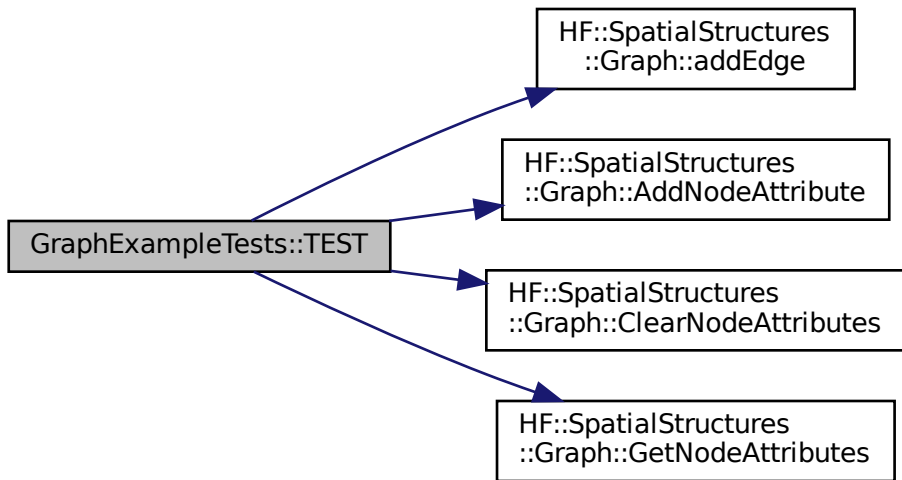 HF::SpatialStructures
::Graph::addEdge
HF::SpatialStructures
::Graph::AddNodeAttribute
GraphExampleTests::TEST
HF::SpatialStructures
::Graph::ClearNodeAttributes
HF::SpatialStructures
::Graph::GetNodeAttributes